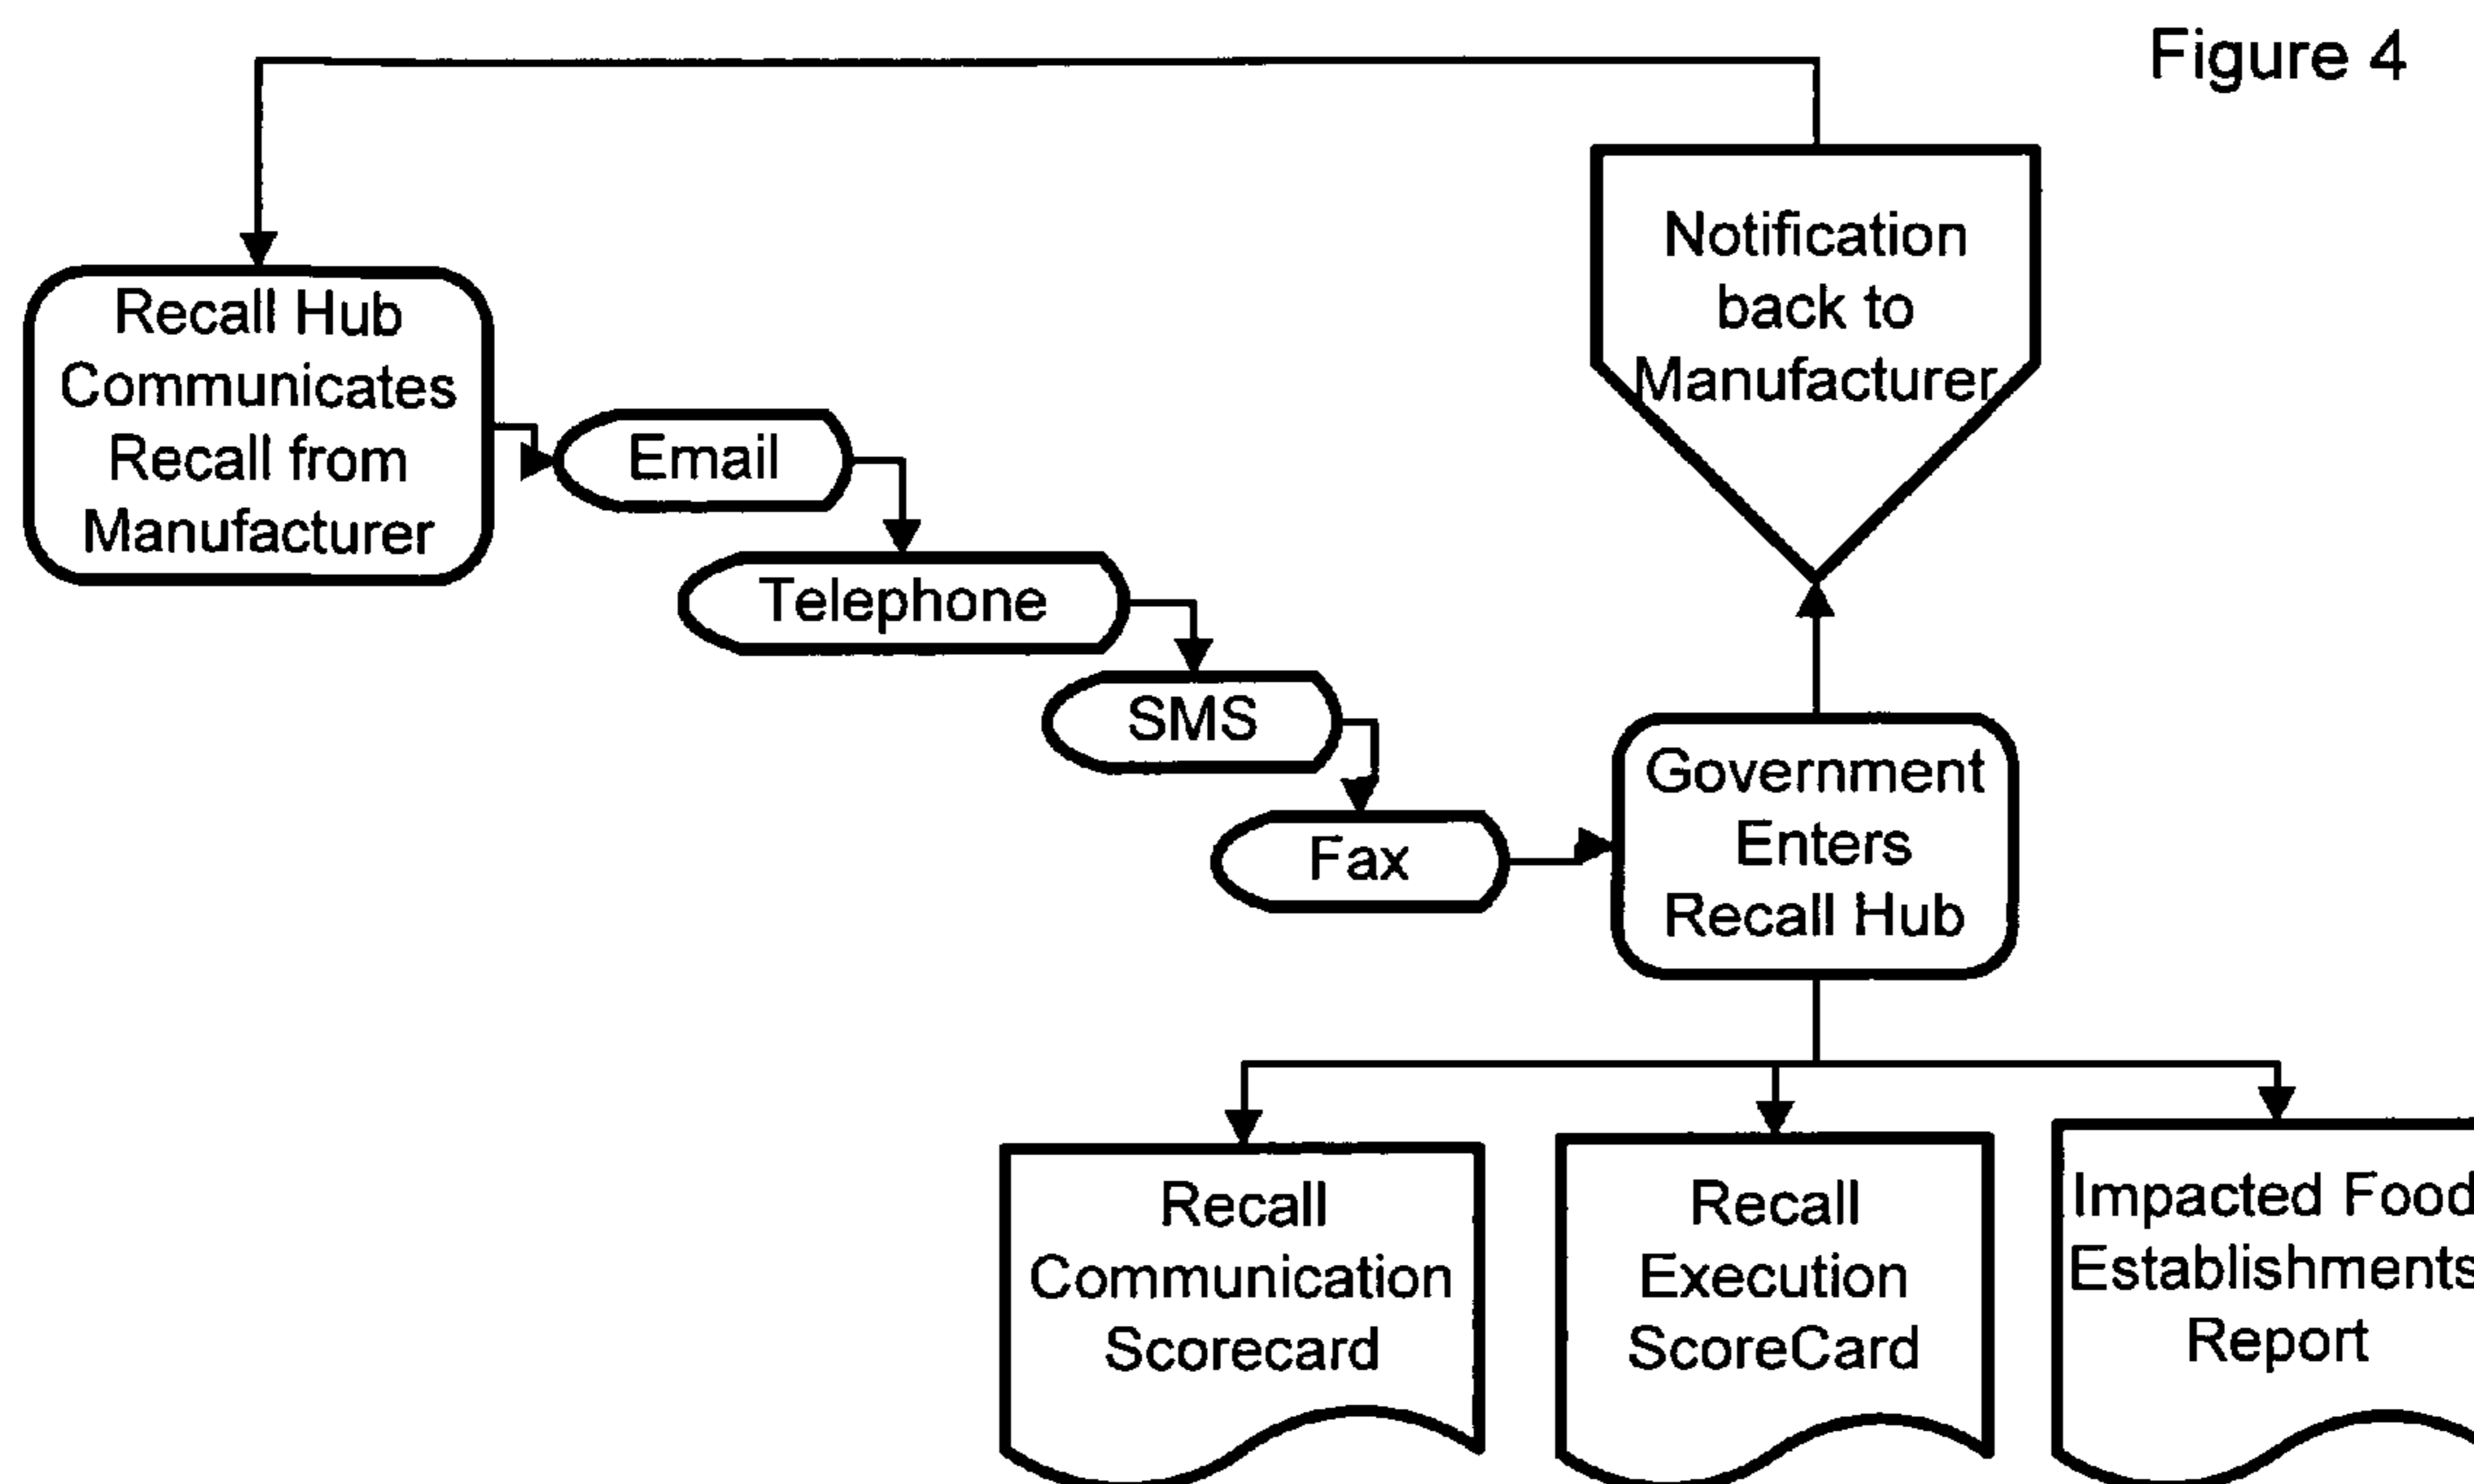 Figure 4
Notification
back to
Manufacturer
Recall Hub
Communicates
Recall from
Manufacturer
Email
Telephone
SMS
Fax
Government
Enters
Recall Hub
Recall
Communication
Scorecard
Recall
Execution
ScoreCard
Impacted Food
Establishments
Report